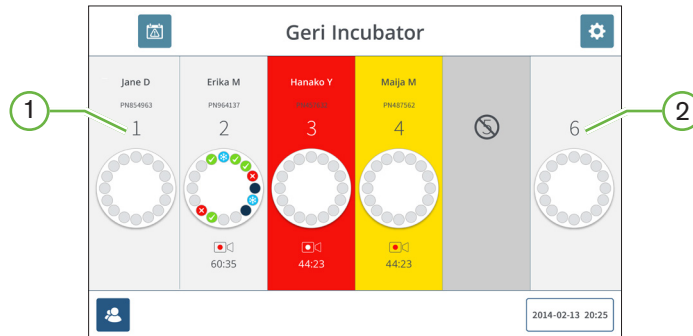 Geri Incubator
Jane D
PN854963
1
Erika M
PN964137
2
60:35
Hanako Y
3
44:23
Maija M
PN487562
4
44:23
5
6
1
2
2014-02-13 20:25